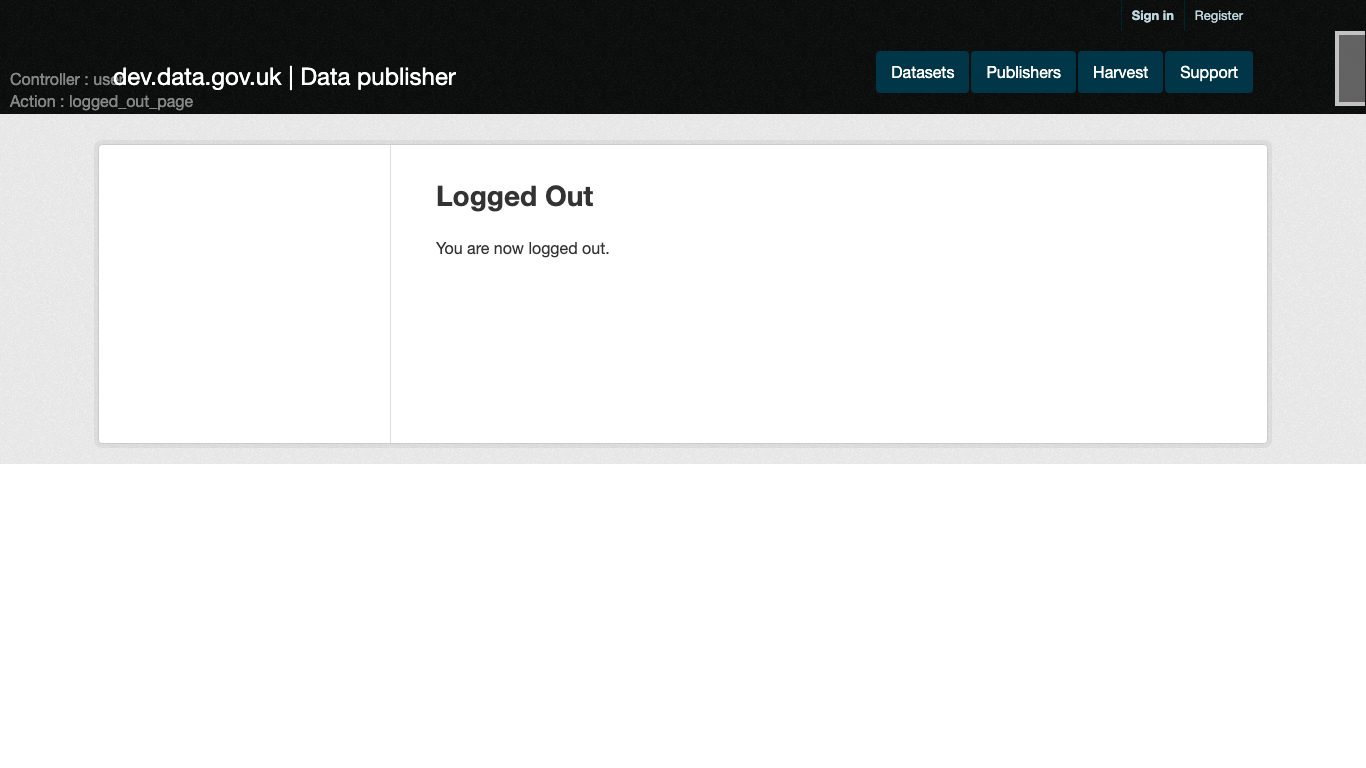 Sign in
Register
Controller : user
dev.data.gov.uk | Data publisher
Action : logged_out_page
Datasets
Publishers
Harvest
Support
Logged Out
You are now logged out.